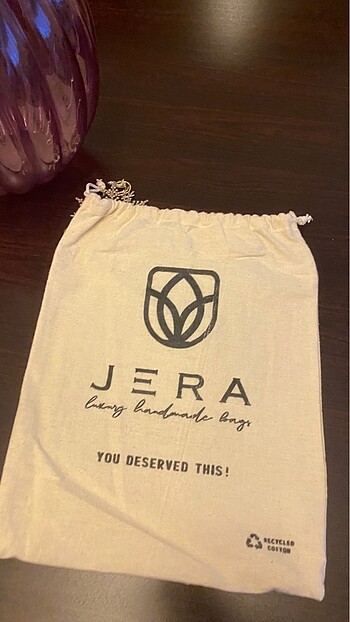 JERA
luxury handmade bags
YOU DESERVED THIS!
RECYCLED
COTTON